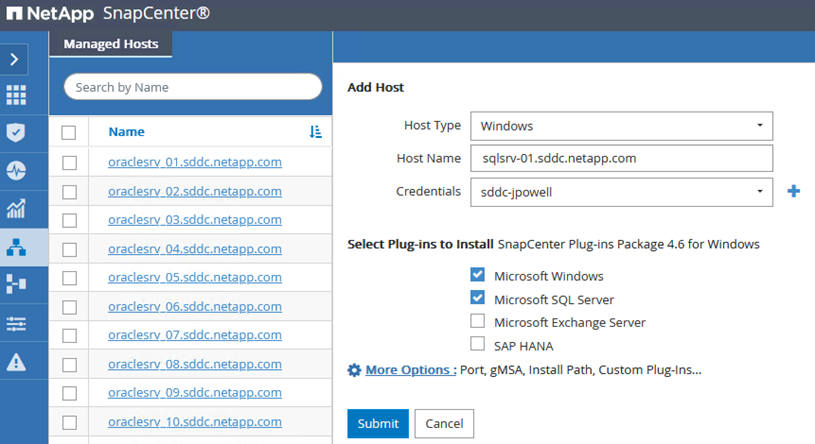 NetApp SnapCenter®
Managed Hosts
Search by Name
Name
oraclesrv_01.sddc.netapp.com
oraclesrv_02.sddc.netapp.com
oraclesrv_03.sddc.netapp.com
oraclesrv_04.sddc.netapp.com
oraclesrv_05.sddc.netapp.com
oraclesrv_06.sddc.netapp.com
oraclesrv_07.sddc.netapp.com
oraclesrv_08.sddc.netapp.com
oraclesrv_09.sddc.netapp.com
oraclesrv_10.sddc.netapp.com
Add Host
Host Type Windows
Host Name sqlsrv-01.sddc.netapp.com
Credentials sddc-jpowell
Select Plug-ins to Install SnapCenter Plug-ins Package 4.6 for Windows
Microsoft Windows
Microsoft SQL Server
Microsoft Exchange Server
SAP HANA
More Options : Port, gMSA, Install Path, Custom Plug-Ins...
Submit Cancel